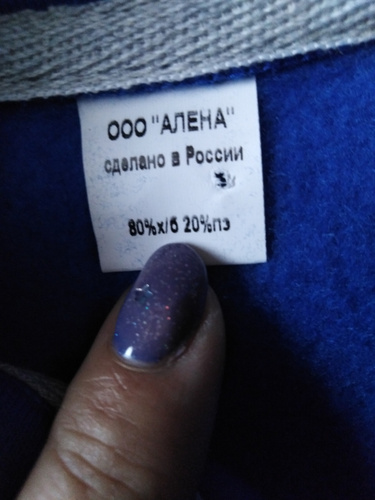 ООО "АЛЕНА"
сделано в России
80%х/б 20%пэ